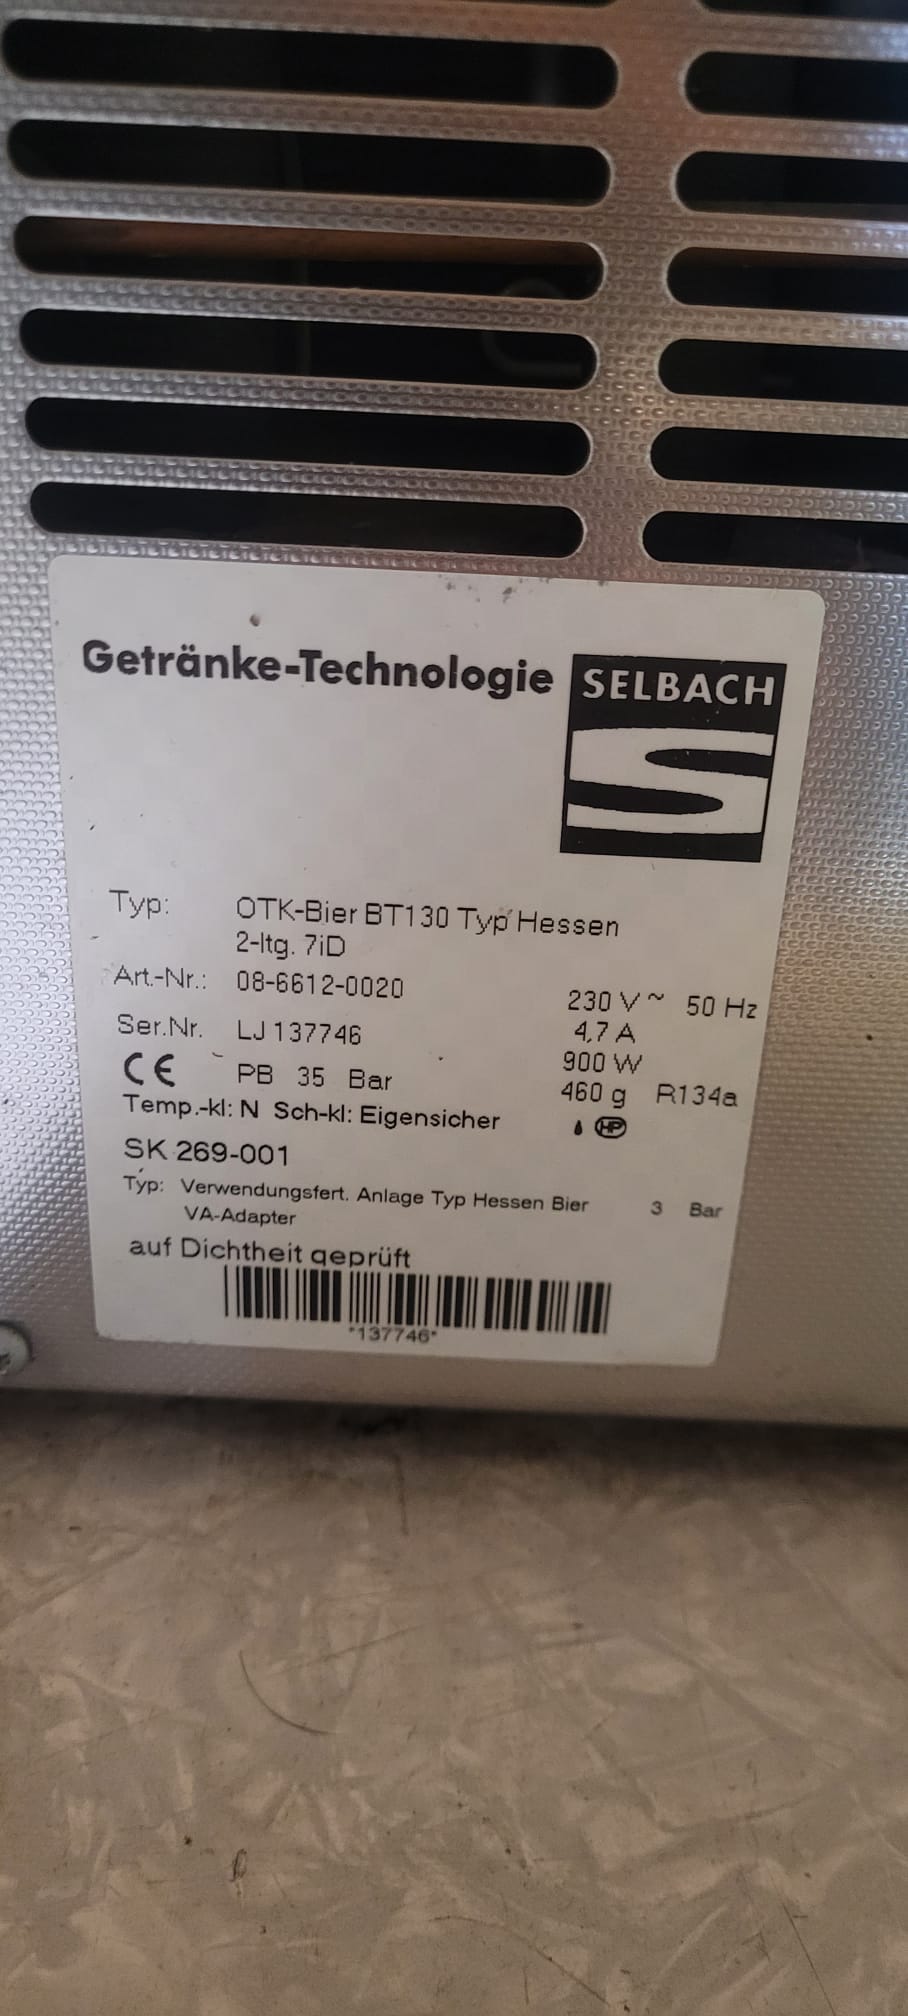 Getränke-Technologie SELBACH
Typ: OTK-Bier BT130 Typ Hessen
2-ltg. 7iD
Art.-Nr.: 08-6612-0020 230 V~ 50 Hz
Ser.Nr. LJ 137746 4,7 A
CE PB 35 Bar 900 W
Temp.-kl: N Sch-kl: Eigensicher 460 g R134a
HP
SK 269-001
Typ: Verwendungsfert. Anlage Typ Hessen Bier 3 Bar
VA-Adapter
auf Dichtheit geprüft
*137746*